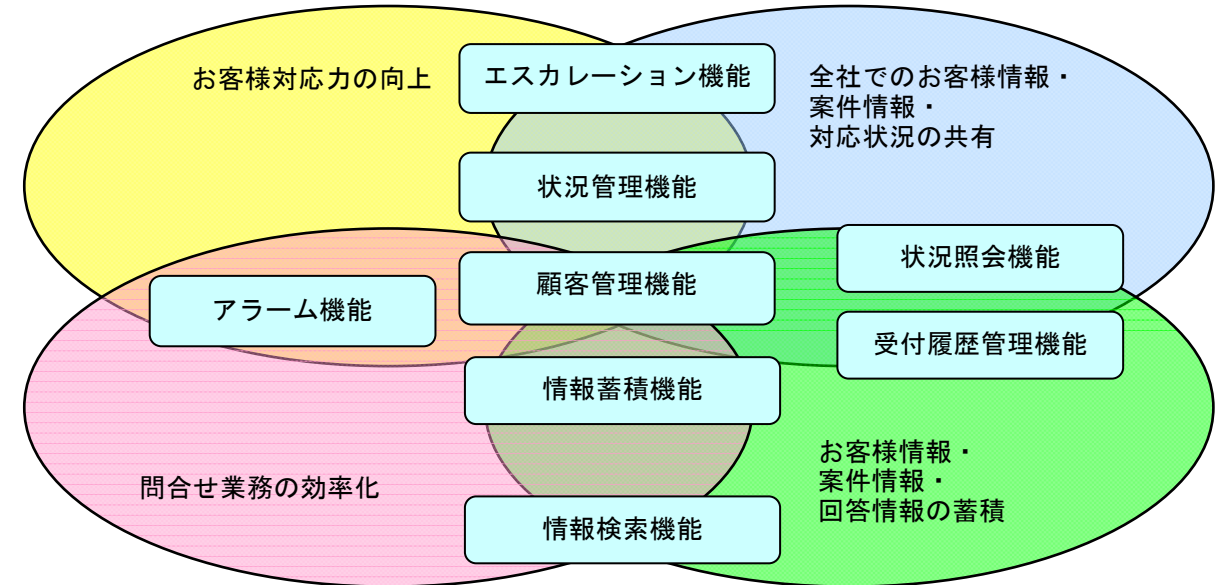 お客様対応力の向上
エスカレーション機能
全社でのお客様情報・
案件情報・
対応状況の共有
状況管理機能
顧客管理機能
状況照会機能
アラーム機能
受付履歴管理機能
情報蓄積機能
問合せ業務の効率化
お客様情報・
案件情報・
回答情報の蓄積
情報検索機能